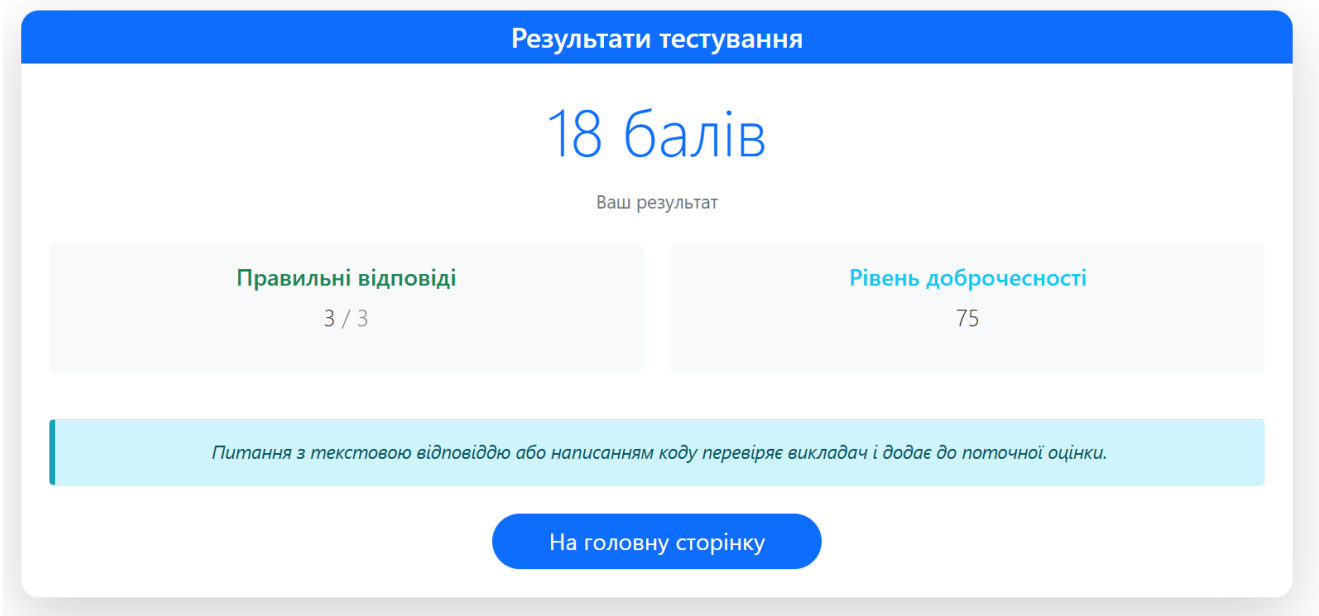 Результати тестування
18 балів
Ваш результат
Правильні відповіді
3 / 3
Рівень доброчесності
75
Питання з текстовою відповіддю або написанням коду перевіряє викладач і додає до поточної оцінки.
На головну сторінку